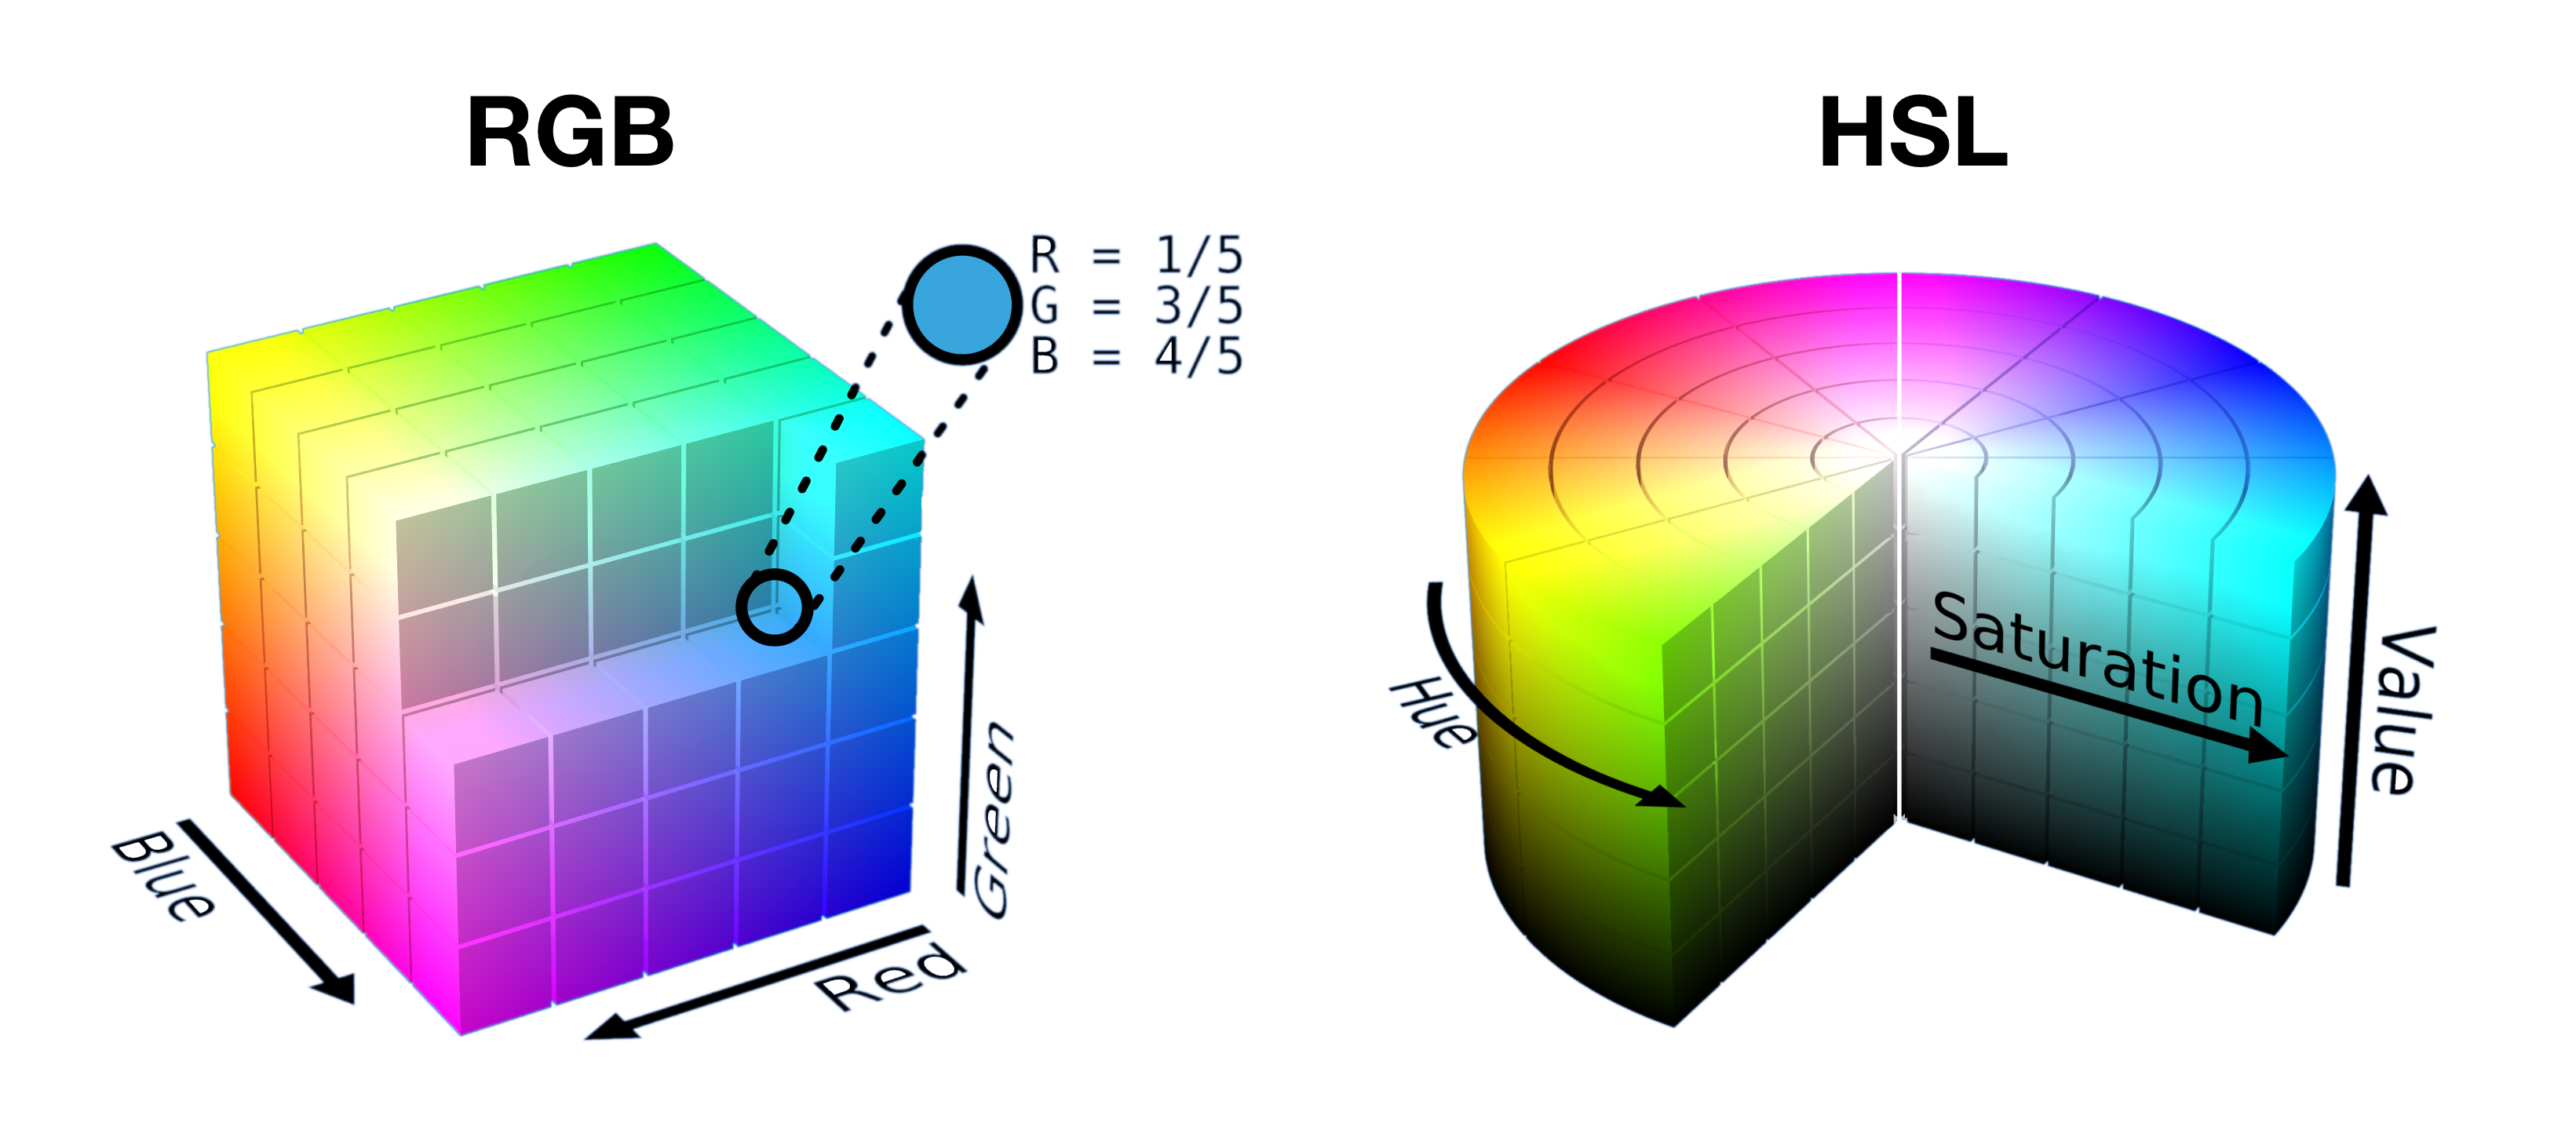 RGB
R = 1/5
G = 3/5
B = 4/5
Blue
Green
Red
HSL
Hue
Saturation
Value